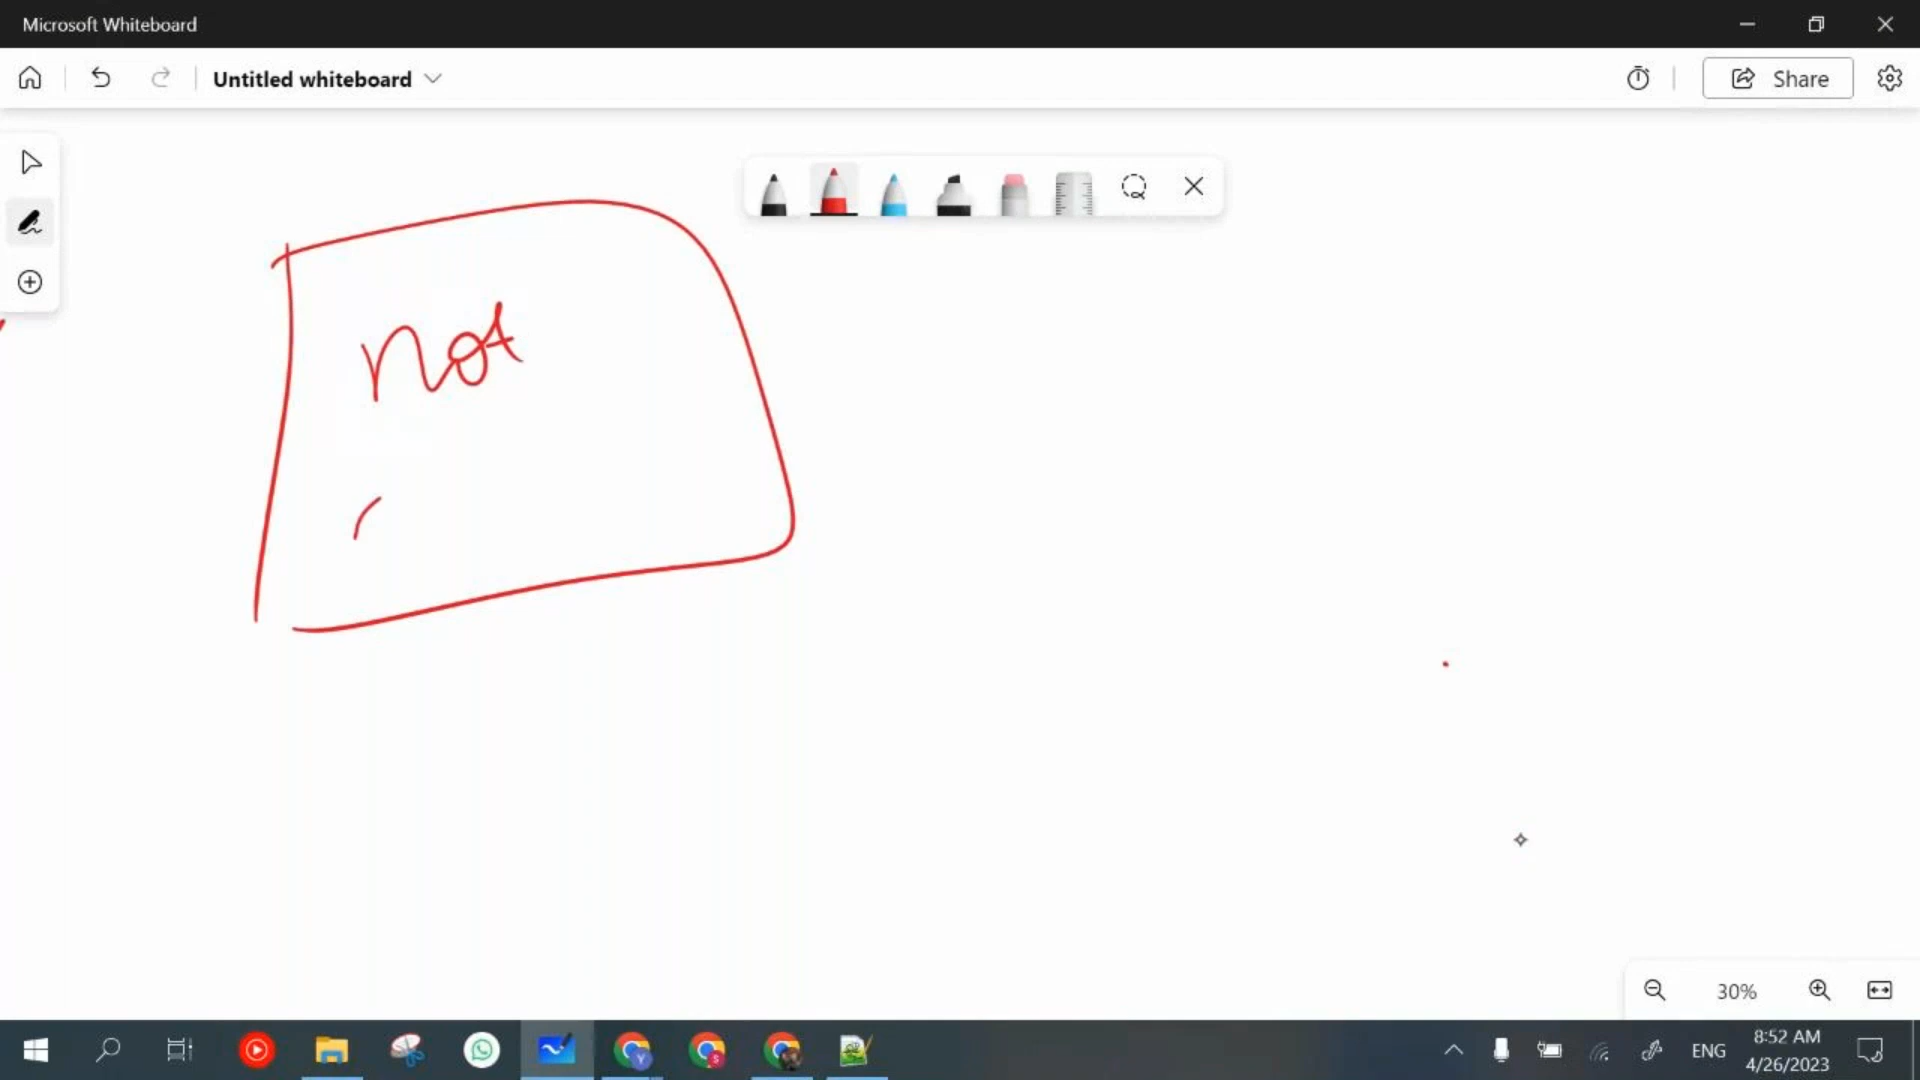 Microsoft Whiteboard
Untitled whiteboard
Share
not
30%
ENG
8:52 AM
4/26/2023